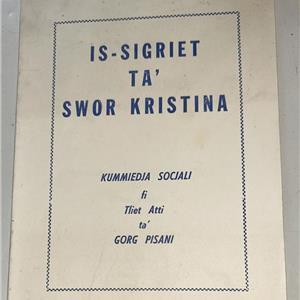 IS-SIGRIET
TA'
SWOR KRISTINA
KUMMIEDJA SOCJALI
fi
Tliet Atti
ta'
GORG PISANI